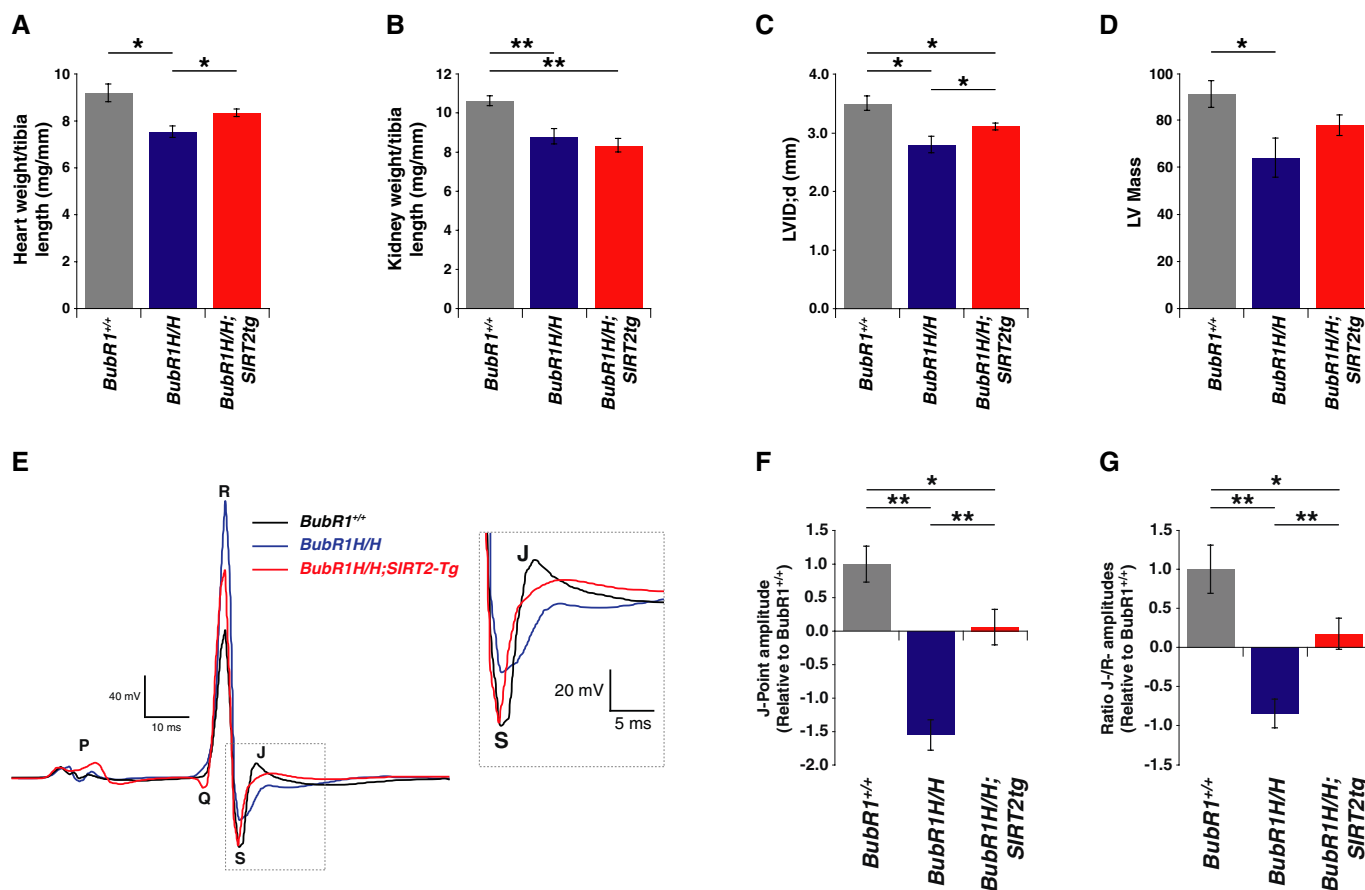 A
Heart weight/tibia
length (mg/mm)
10
8
6
4
2
0
*
*
BubR1+/+
BubR1H/H
BubR1H/H;
SIRT2tg
B
Kidney weight/tibia
length (mg/mm)
12
10
8
6
4
2
0
**
**
BubR1+/+
BubR1H/H
BubR1H/H;
SIRT2tg
C
LVID;d (mm)
4.0
3.0
2.0
1.0
0.0
*
*
*
BubR1+/+
BubR1H/H
BubR1H/H;
SIRT2tg
D
LV Mass
100
80
60
40
20
0
*
BubR1+/+
BubR1H/H
BubR1H/H;
SIRT2tg
E
R
BubR1+/+
BubR1H/H
BubR1H/H;SIRT2-Tg
40 mV
10 ms
P
Q
J
S
J
S
20 mV
5 ms
F
J-Point amplitude
(Relative to BubR1+/+)
1.5
1.0
0.5
0.0
-0.5
-1.0
-1.5
-2.0
*
**
**
BubR1+/+
BubR1H/H
BubR1H/H;
SIRT2tg
G
Ratio J-/R- amplitudes
(Relative to BubR1+/+)
1.5
1.0
0.5
0.0
-0.5
-1.0
-1.5
*
**
**
BubR1+/+
BubR1H/H
BubR1H/H;
SIRT2tg